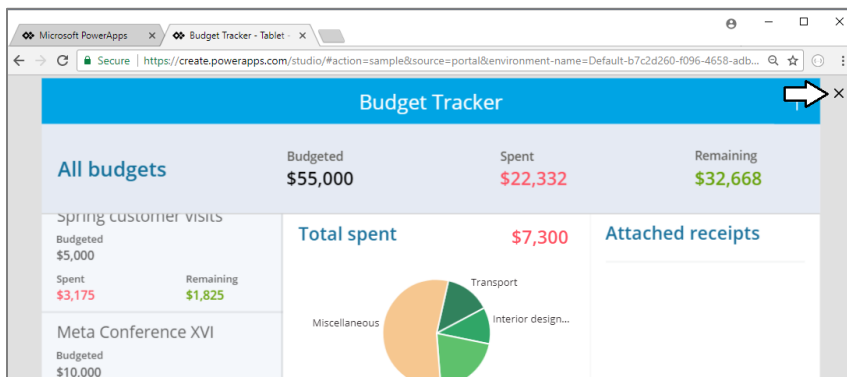 Microsoft PowerApps
Budget Tracker - Tablet -
Secure
https://create.powerapps.com/studio/#action=sample&source=portal&environment-name=Default-b7c2d260-f096-4658-adb...
Budget Tracker
All budgets
Budgeted
$55,000
Spent
$22,332
Remaining
$32,668
Spring customer visits
Budgeted
$5,000
Spent
Remaining
$3,175
$1,825
Meta Conference XVI
Budgeted
$10,000
Total spent
$7,300
Transport
Interior design...
Miscellaneous
Attached receipts